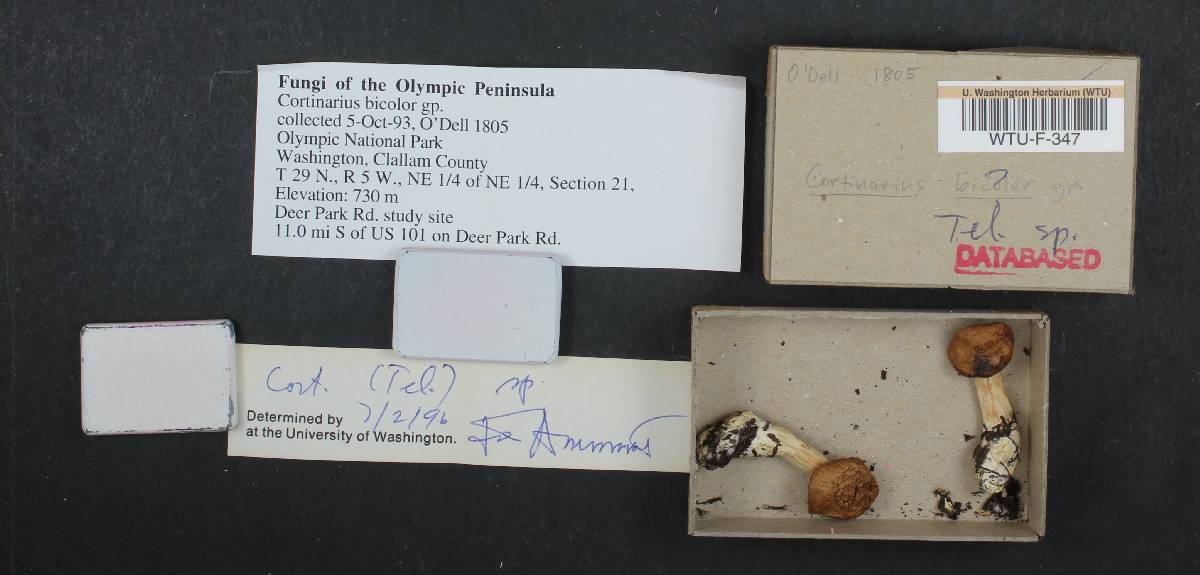 Fungi of the Olympic Peninsula
Cortinarius bicolor gp.
collected 5-Oct-93, O'Dell 1805
Olympic National Park
Washington, Clallam County
T 29 N., R 5 W., NE 1/4 of NE 1/4, Section 21,
Elevation: 730 m
Deer Park Rd. study site
11.0 mi S of US 101 on Deer Park Rd.
O'Dell 1805
U. Washington Herbarium (WTU)
WTU-F-347
?
Cortinarius bicolor gp.
Tel. sp.
DATABASED
Cort. (Tel.) sp.
Determined by 7/2/96
at the University of Washington. Ammirati